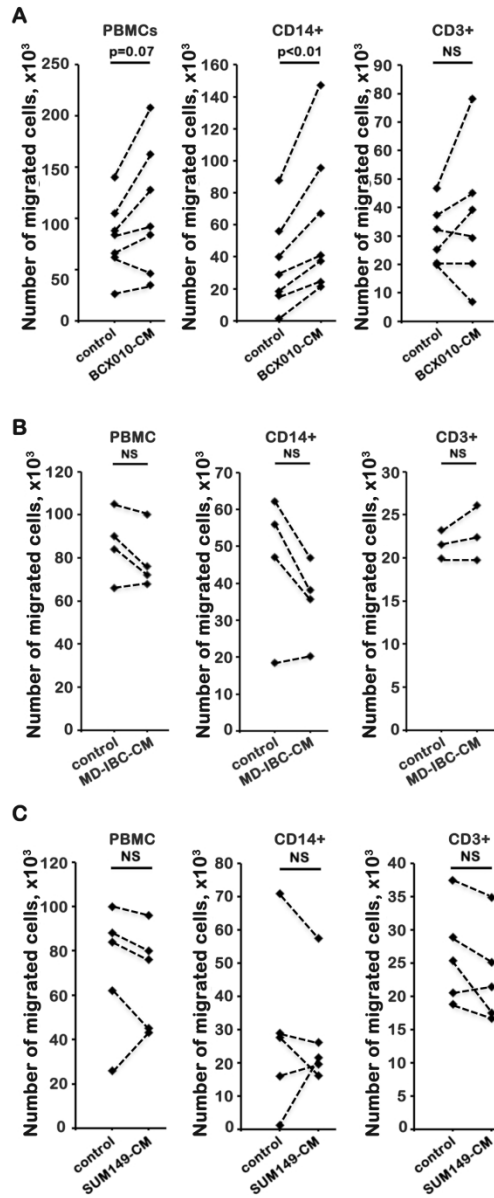 A
PBMCs
p=0.07
Number of migrated cells, x10³
250
200
150
100
50
0
control
BCX010-CM
CD14+
p<0.01
Number of migrated cells, x10³
160
140
120
100
80
60
40
20
0
control
BCX010-CM
CD3+
NS
Number of migrated cells, x10³
90
80
70
60
50
40
30
20
10
0
control
BCX010-CM
B
PBMC
NS
Number of migrated cells, x10³
120
100
80
60
40
20
0
control
MD-IBC-CM
CD14+
NS
Number of migrated cells, x10³
70
60
50
40
30
20
10
0
control
MD-IBC-CM
CD3+
NS
Number of migrated cells, x10³
30
25
20
15
10
5
0
control
MD-IBC-CM
C
PBMC
NS
Number of migrated cells, x10³
120
100
80
60
40
20
0
control
SUM149-CM
CD14+
NS
Number of migrated cells, x10³
80
70
60
50
40
30
20
10
0
control
SUM149-CM
CD3+
NS
Number of migrated cells, x10³
40
35
30
25
20
15
10
5
0
control
SUM149-CM